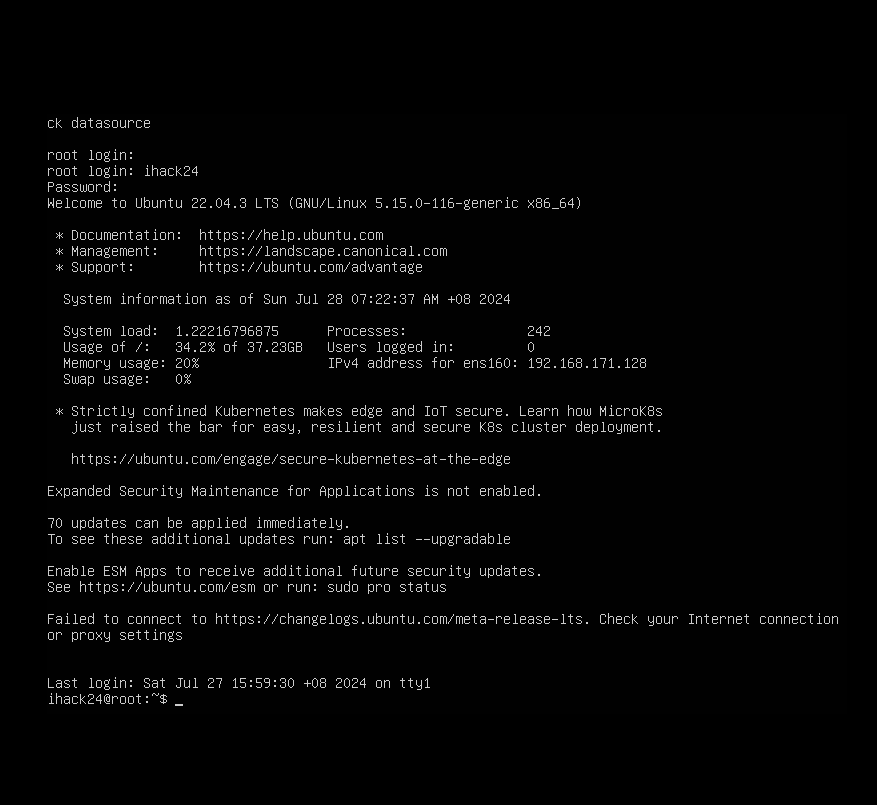 ck datasource
root login:
root login: ihack24
Password:
Welcome to Ubuntu 22.04.3 LTS (GNU/Linux 5.15.0-116-generic x86_64)
* Documentation:  https://help.ubuntu.com
* Management:     https://landscape.canonical.com
* Support:        https://ubuntu.com/advantage
System information as of Sun Jul 28 07:22:37 AM +08 2024
System load:  1.22216796875      Processes:               242
Usage of /:   34.2% of 37.23GB   Users logged in:         0
Memory usage: 20%                IPv4 address for ens160: 192.168.171.128
Swap usage:   0%
* Strictly confined Kubernetes makes edge and IoT secure. Learn how MicroK8s
just raised the bar for easy, resilient and secure K8s cluster deployment.
https://ubuntu.com/engage/secure-kubernetes-at-the-edge
Expanded Security Maintenance for Applications is not enabled.
70 updates can be applied immediately.
To see these additional updates run: apt list --upgradable
Enable ESM Apps to receive additional future security updates.
See https://ubuntu.com/esm or run: sudo pro status
Failed to connect to https://changelogs.ubuntu.com/meta-release-lts. Check your Internet connection
or proxy settings
Last login: Sat Jul 27 15:59:30 +08 2024 on tty1
ihack24@root:~$ _